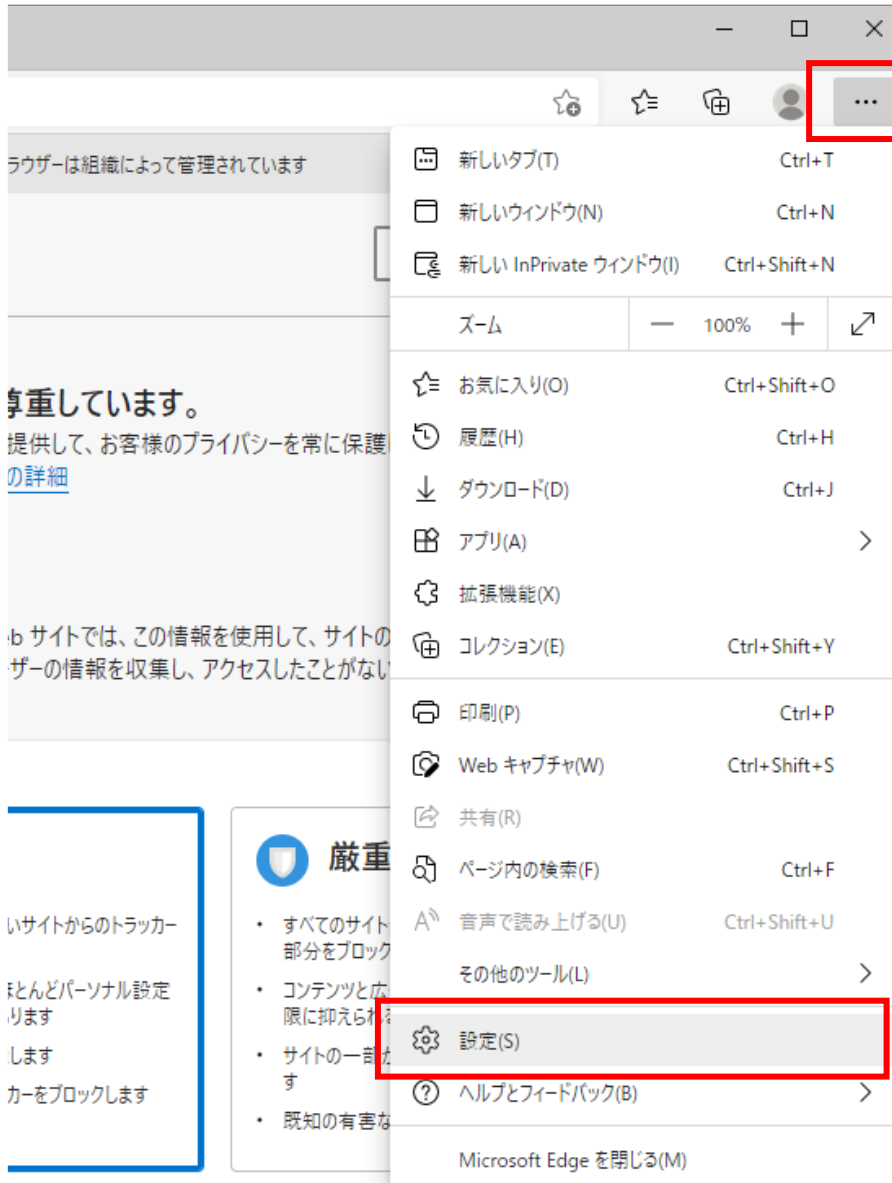 ラウザーは組織によって管理されています
尊重しています。
提供して、お客様のプライバシーを常に保護
の詳細
eb サイトでは、この情報を使用して、サイトの
ーザーの情報を収集し、アクセスしたことがない
いサイトからのトラッカー
ほとんどパーソナル設定
ります
します
カーをブロックします
厳重
• すべてのサイト
部分をブロック
• コンテンツと広
限に抑えられ
• サイトの一部が
す
• 既知の有害な
新しいタブ(T) Ctrl+T
新しいウィンドウ(N) Ctrl+N
新しい InPrivate ウィンドウ(I) Ctrl+Shift+N
ズーム 100%
お気に入り(O) Ctrl+Shift+O
履歴(H) Ctrl+H
ダウンロード(D) Ctrl+J
アプリ(A)
拡張機能(X)
コレクション(E) Ctrl+Shift+Y
印刷(P) Ctrl+P
Web キャプチャ(W) Ctrl+Shift+S
共有(R)
ページ内の検索(F) Ctrl+F
音声で読み上げる(U) Ctrl+Shift+U
その他のツール(L)
設定(S)
ヘルプとフィードバック(B)
Microsoft Edge を閉じる(M)